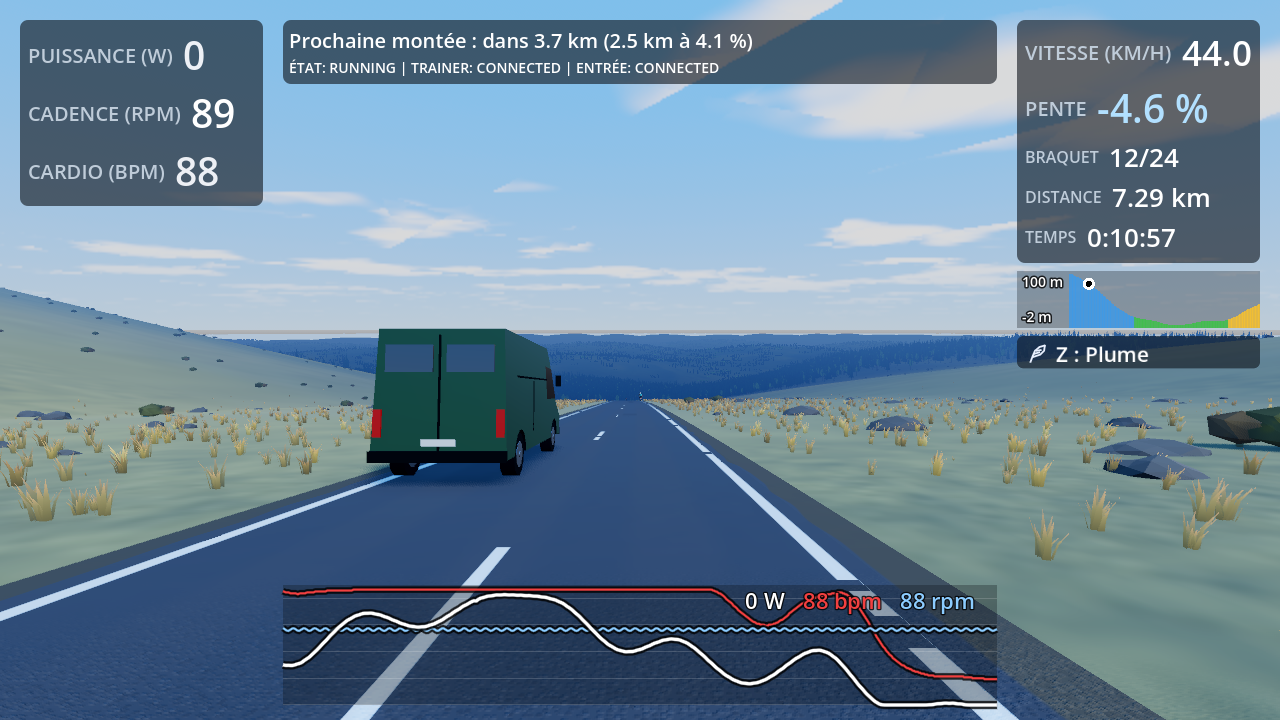 PUISSANCE (W) 0
CADENCE (RPM) 89
CARDIO (BPM) 88
Prochaine montée : dans 3.7 km (2.5 km à 4.1 %)
ÉTAT: RUNNING | TRAINER: CONNECTED | ENTRÉE: CONNECTED
VITESSE (KM/H) 44.0
PENTE -4.6 %
BRAQUET 12/24
DISTANCE 7.29 km
TEMPS 0:10:57
100 m
-2 m
Z : Plume
0 W 88 bpm 88 rpm